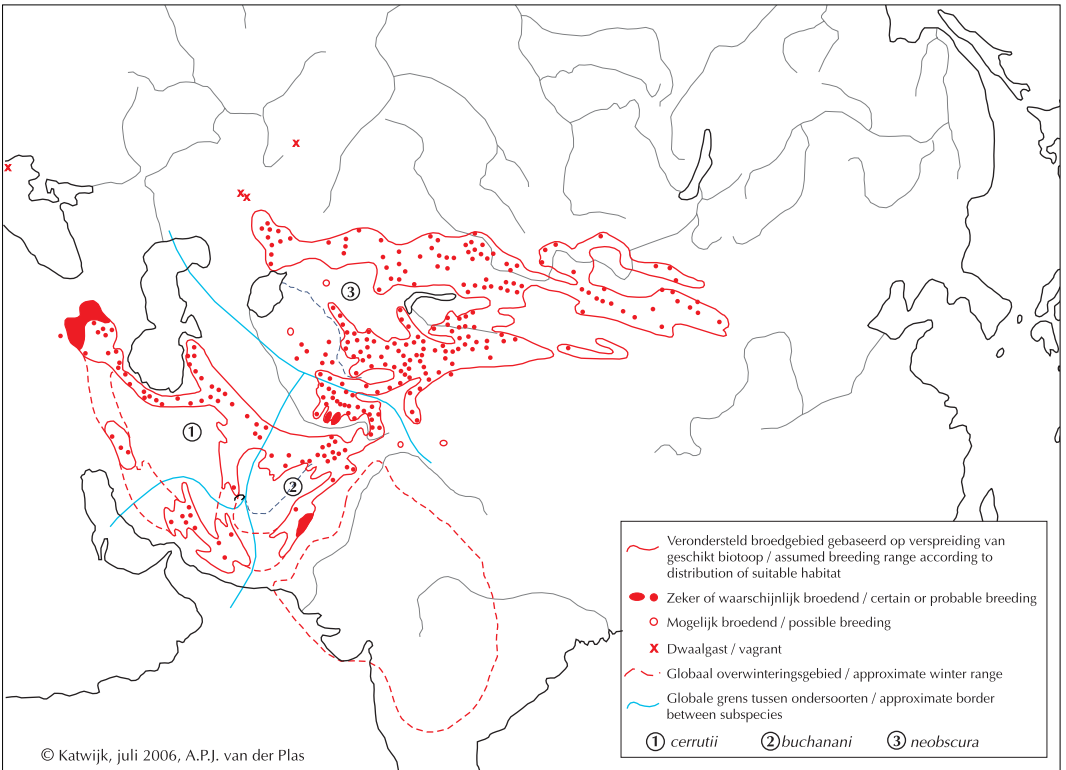 3
1
2
Verondersteld broedgebied gebaseerd op verspreiding van
geschikt biotoop / assumed breeding range according to
distribution of suitable habitat
Zeker of waarschijnlijk broedend / certain or probable breeding
Mogelijk broedend / possible breeding
x Dwaalgast / vagrant
Globaal overwinteringsgebied / approximate winter range
Globale grens tussen ondersoorten / approximate border
between subspecies
1 cerrutii 2 buchanani 3 neobscura
© Katwijk, juli 2006, A.P.J. van der Plas